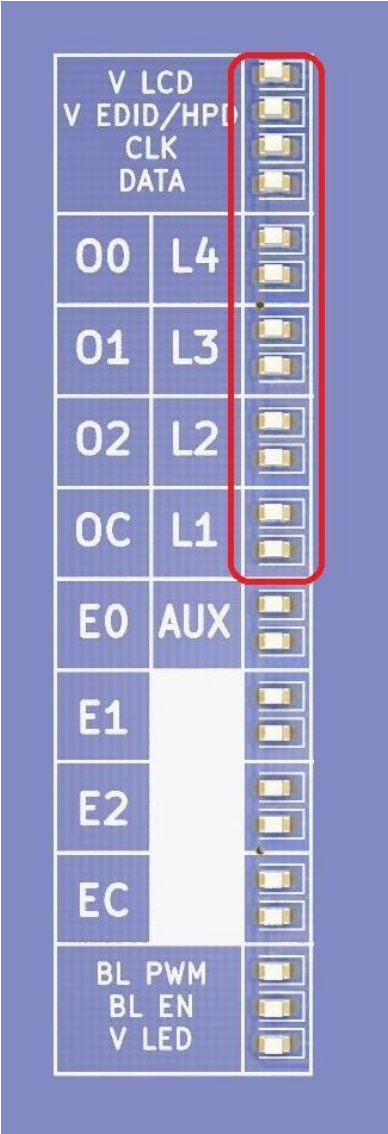 V LCD
V EDID/HPD
CLK
DATA
O0 L4
O1 L3
O2 L2
OC L1
E0 AUX
E1
E2
EC
BL PWM
BL EN
V LED